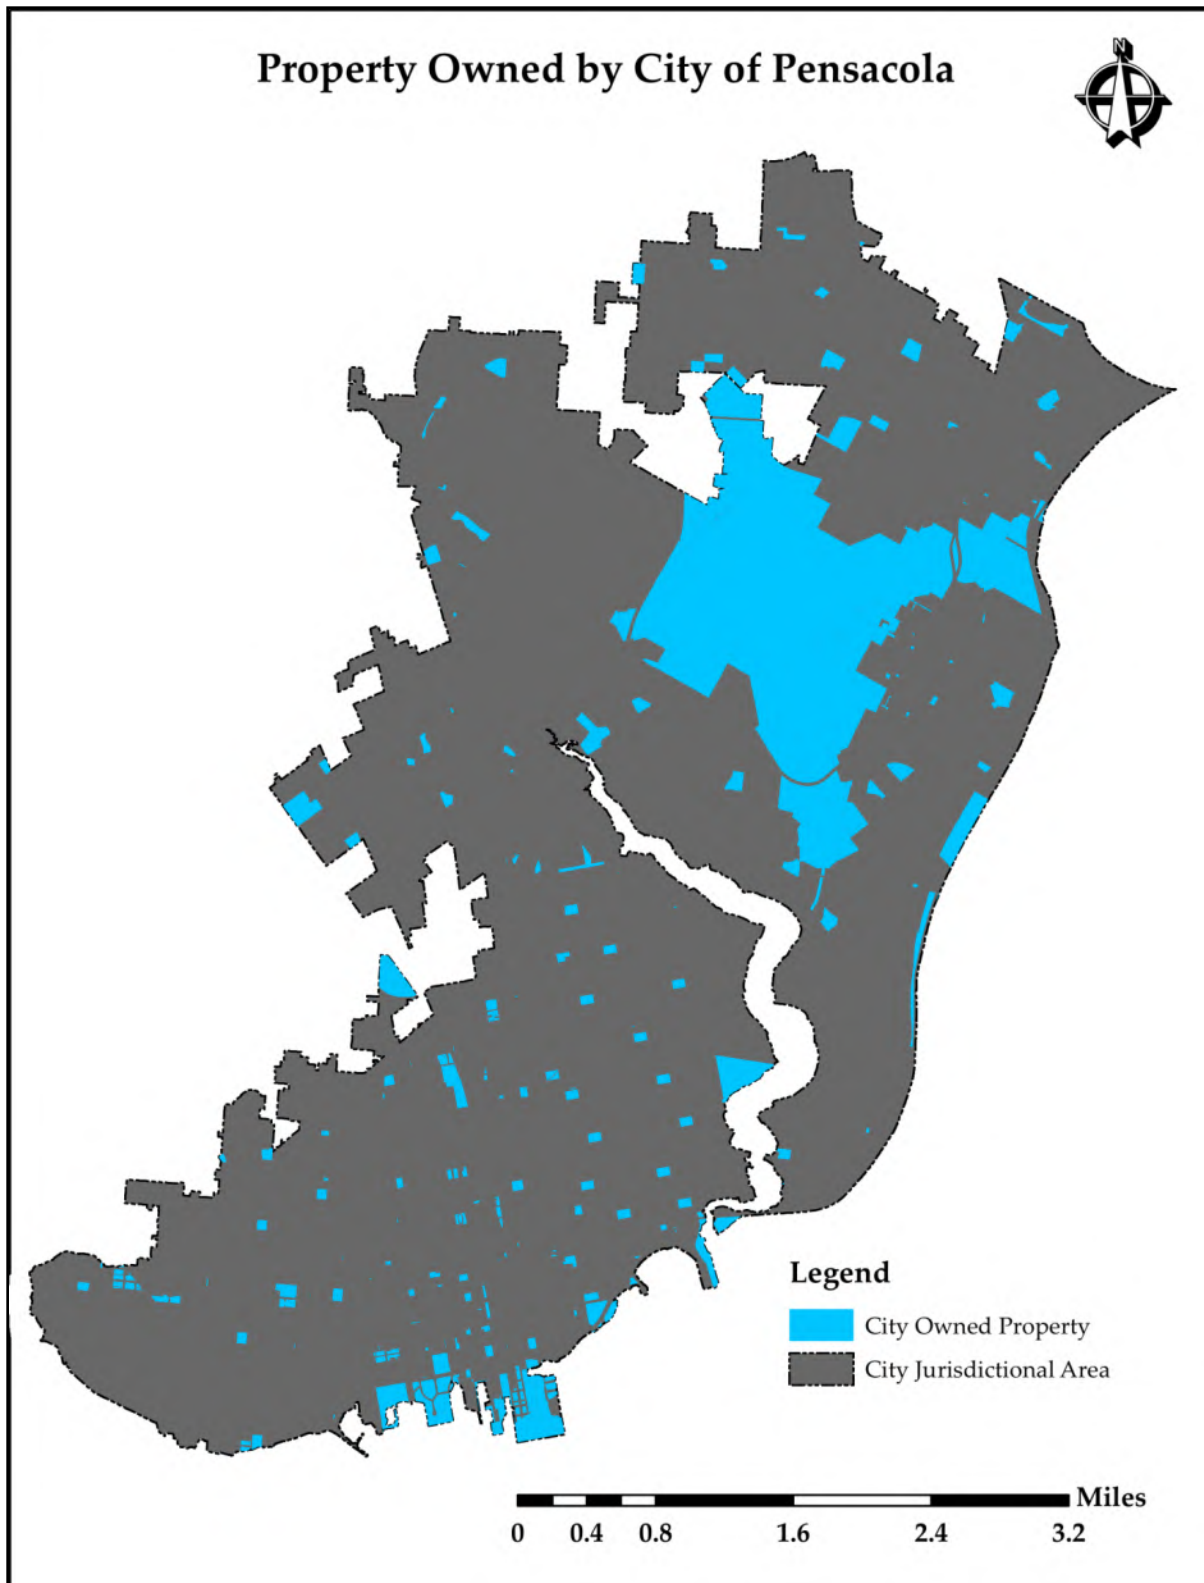 Property Owned by City of Pensacola
N
Legend
City Owned Property
City Jurisdictional Area
Miles
0 0.4 0.8 1.6 2.4 3.2